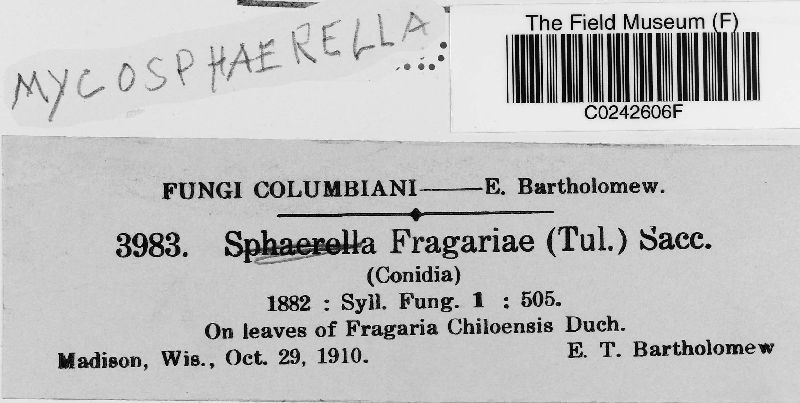 MYCOSPHAERELLA
The Field Museum (F)
C0242606F
FUNGI COLUMBIANI——E. Bartholomew.
3983. Sphaerella Fragariae (Tul.) Sacc.
(Conidia)
1882 : Syll. Fung. 1 : 505.
On leaves of Fragaria Chiloensis Duch.
Madison, Wis., Oct. 29, 1910. E. T. Bartholomew